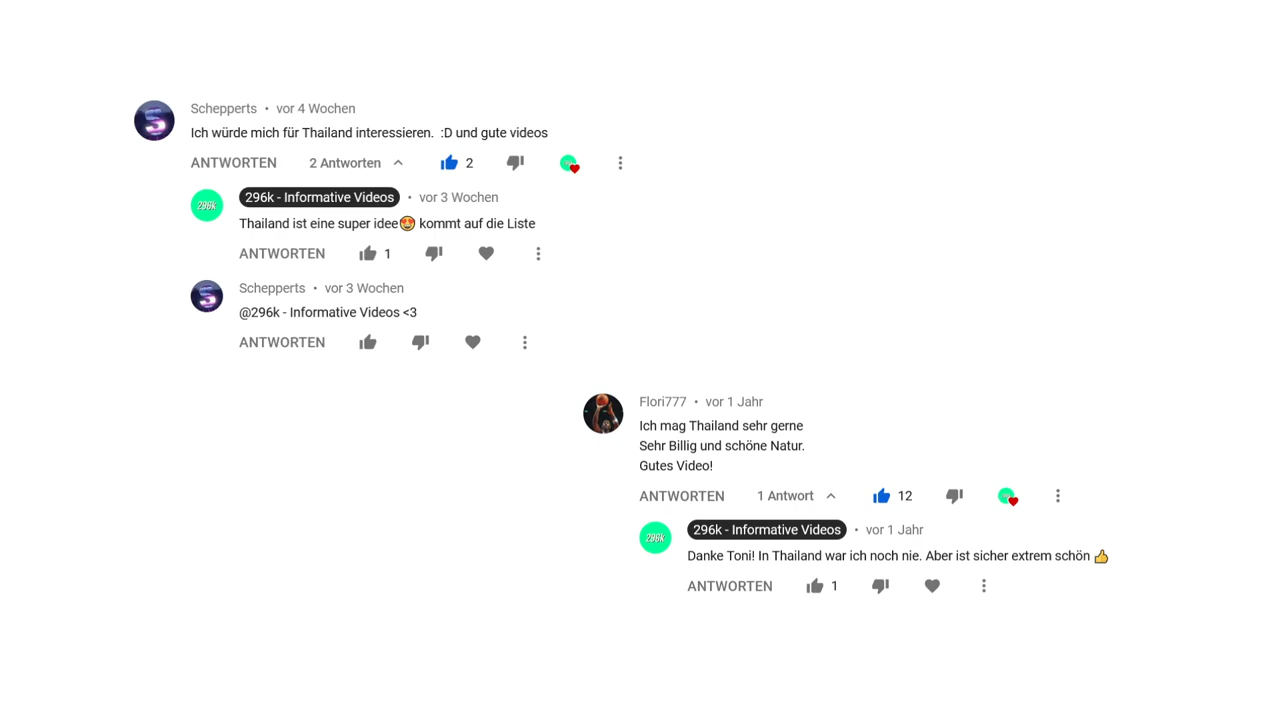 Schepperts • vor 4 Wochen
Ich würde mich für Thailand interessieren. :D und gute videos
ANTWORTEN 2 Antworten 2
296k
296k - Informative Videos • vor 3 Wochen
Thailand ist eine super idee😍 kommt auf die Liste
ANTWORTEN 1
Schepperts • vor 3 Wochen
@296k - Informative Videos <3
ANTWORTEN
Flori777 • vor 1 Jahr
Ich mag Thailand sehr gerne
Sehr Billig und schöne Natur.
Gutes Video!
ANTWORTEN 1 Antwort 12
296k
296k - Informative Videos • vor 1 Jahr
Danke Toni! In Thailand war ich noch nie. Aber ist sicher extrem schön 👍
ANTWORTEN 1